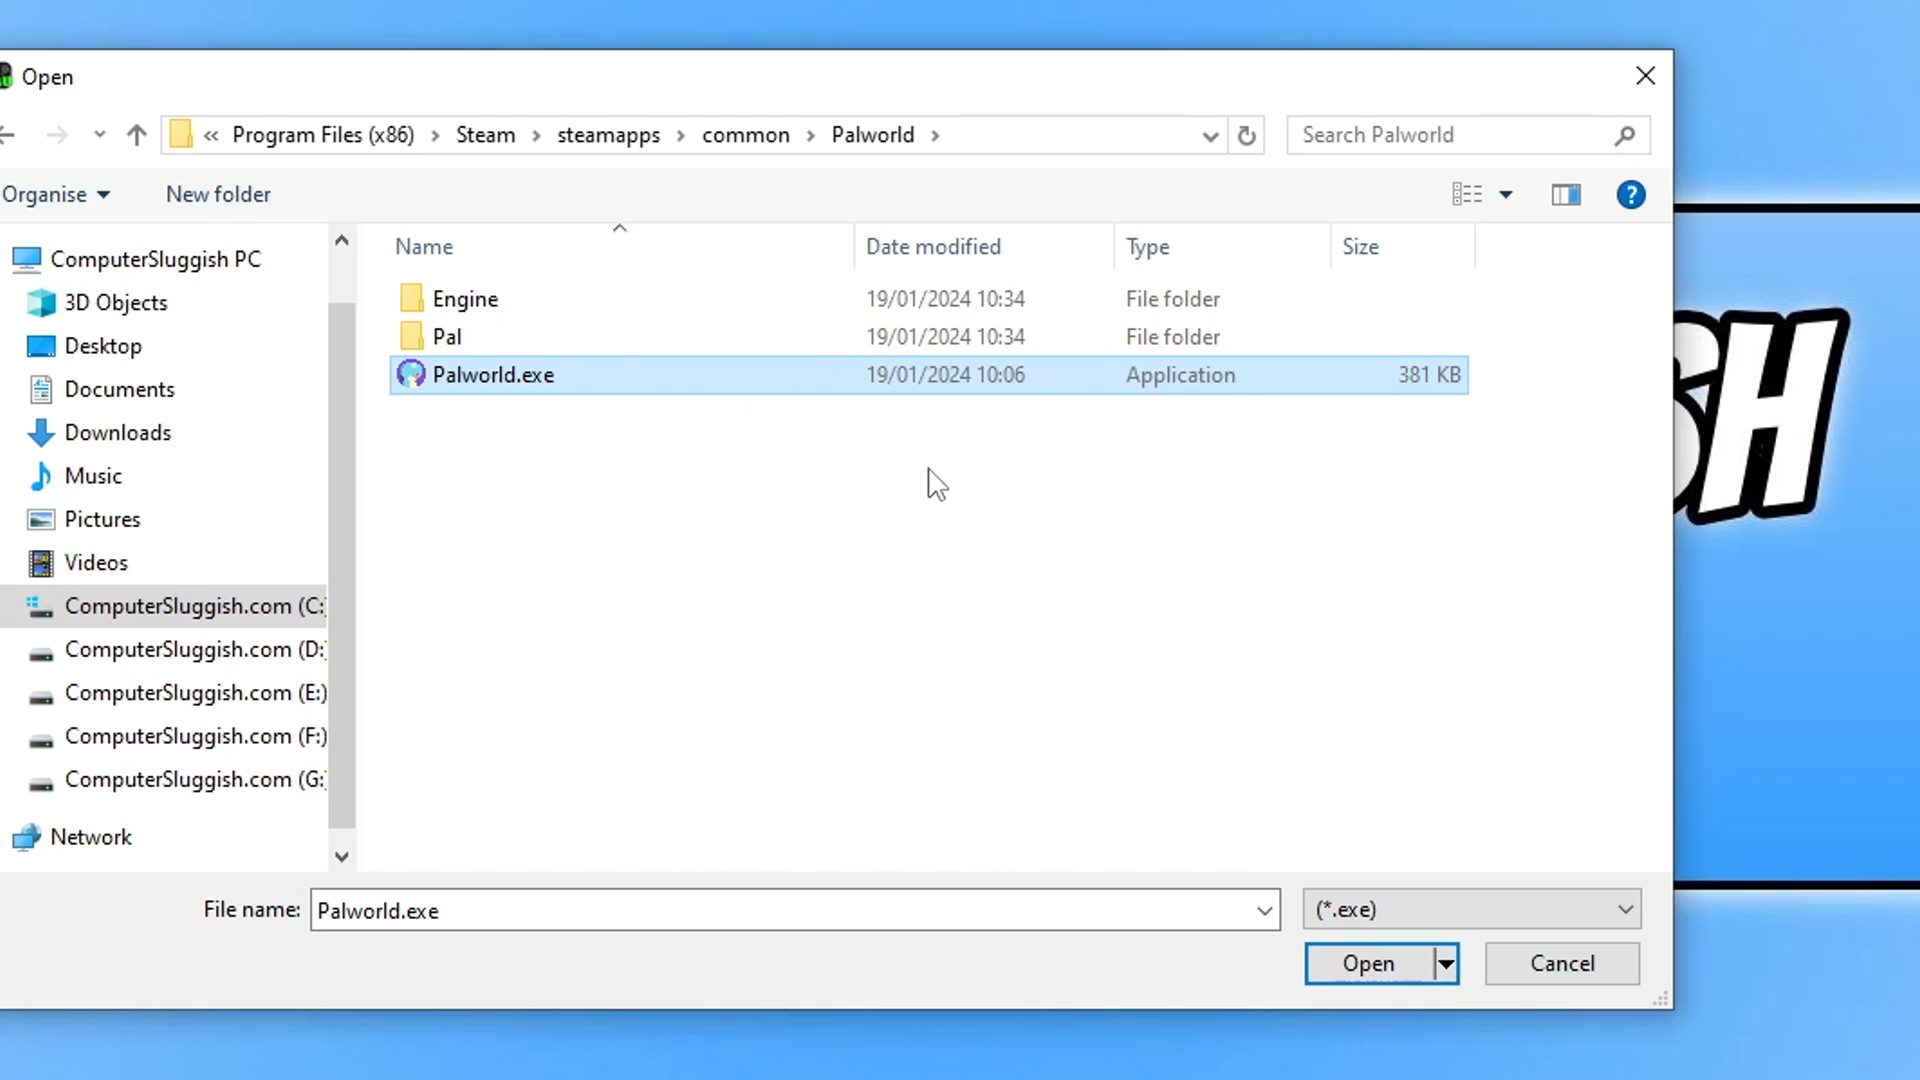 Open
« Program Files (x86) > Steam > steamapps > common > Palworld >
Search Palworld
Organise
New folder
?
Name
Date modified
Type
Size
ComputerSluggish PC
3D Objects
Desktop
Documents
Downloads
Music
Pictures
Videos
ComputerSluggish.com (C:
ComputerSluggish.com (D:
ComputerSluggish.com (E:)
ComputerSluggish.com (F:)
ComputerSluggish.com (G:
Network
Engine 19/01/2024 10:34 File folder
Pal 19/01/2024 10:34 File folder
Palworld.exe 19/01/2024 10:06 Application 381 KB
SH
File name: Palworld.exe
(*.exe)
Open
Cancel